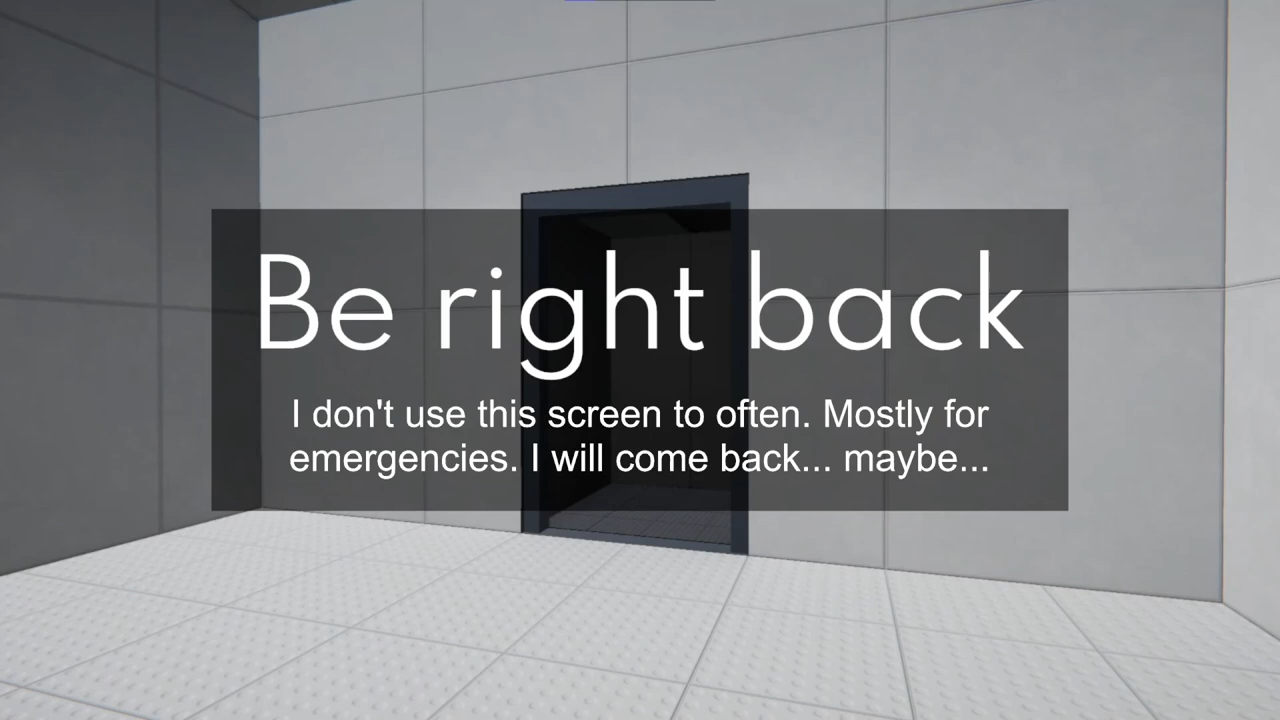 Be right back
I don't use this screen to often. Mostly for
emergencies. I will come back... maybe...